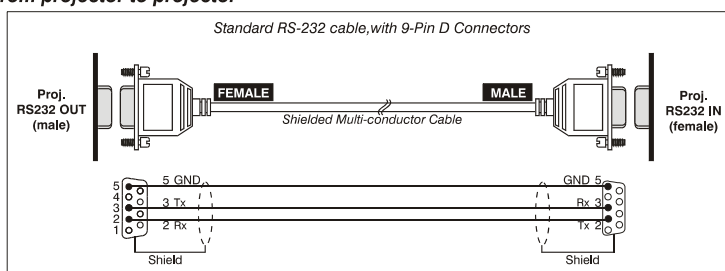 from projector to projector
Standard RS-232 cable,with 9-Pin D Connectors
Proj.
RS232 OUT
(male)
FEMALE
MALE
Proj.
RS232 IN
(female)
Shielded Multi-conductor Cable
5
4
3
2
1
5 GND
3 Tx
2 Rx
GND 5
Rx 3
Tx 2
Shield
Shield